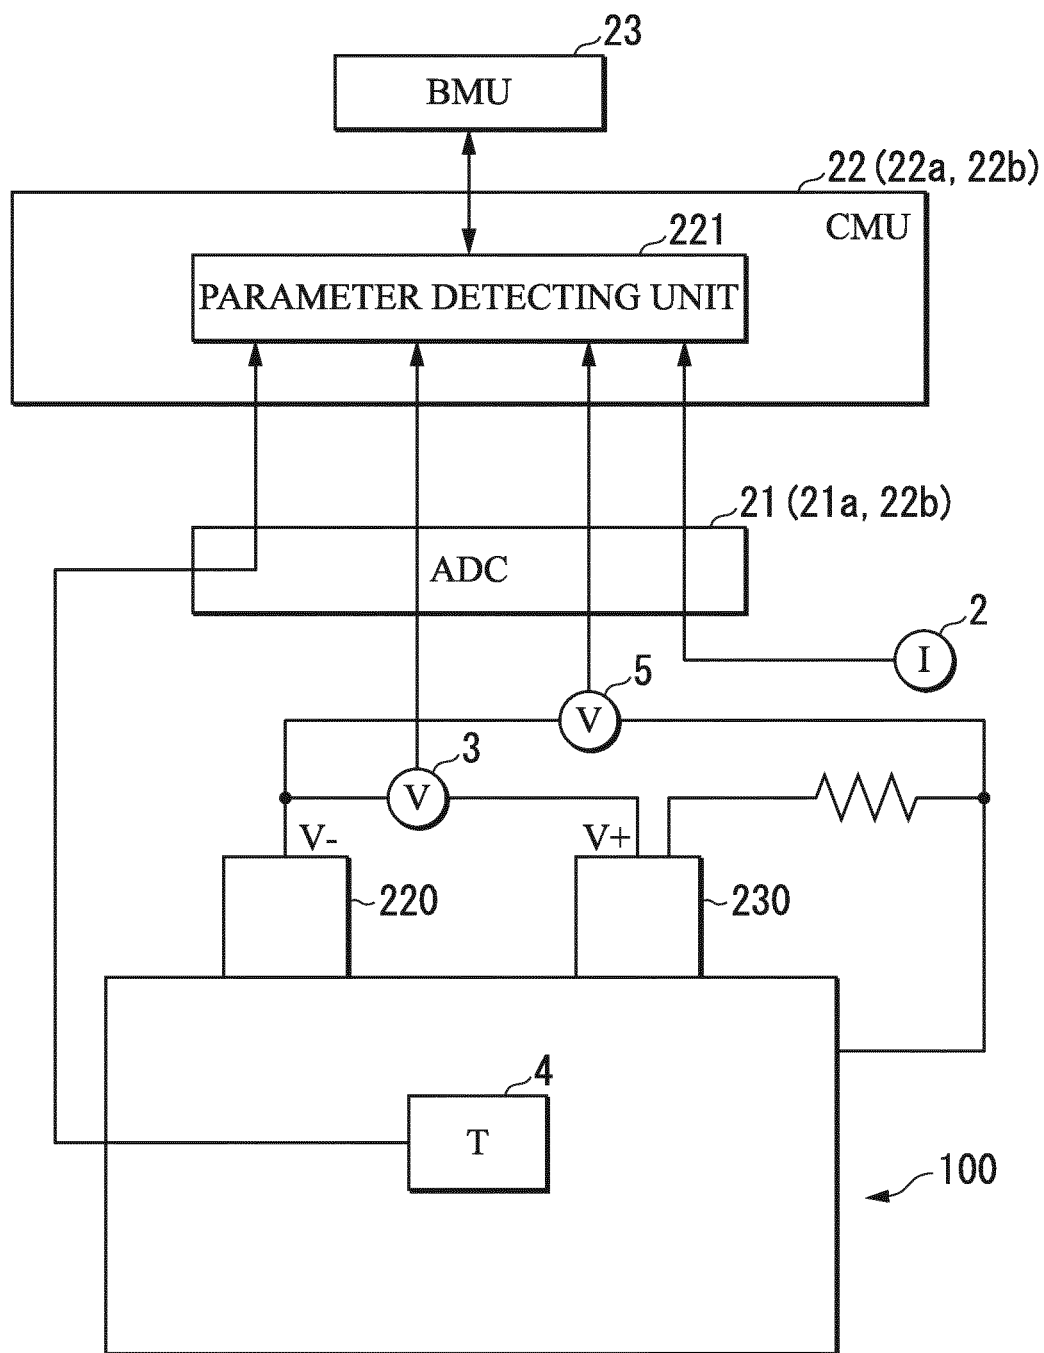 23
BMU
22 (22a, 22b)
CMU
221
PARAMETER DETECTING UNIT
21 (21a, 22b)
ADC
2
I
5
V
3
V
V-
V+
220
230
4
T
100